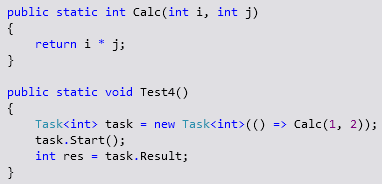 public static int Calc(int i, int j)
{
    return i * j;
}

public static void Test4()
{
    Task<int> task = new Task<int>(() => Calc(1, 2));
    task.Start();
    int res = task.Result;
}